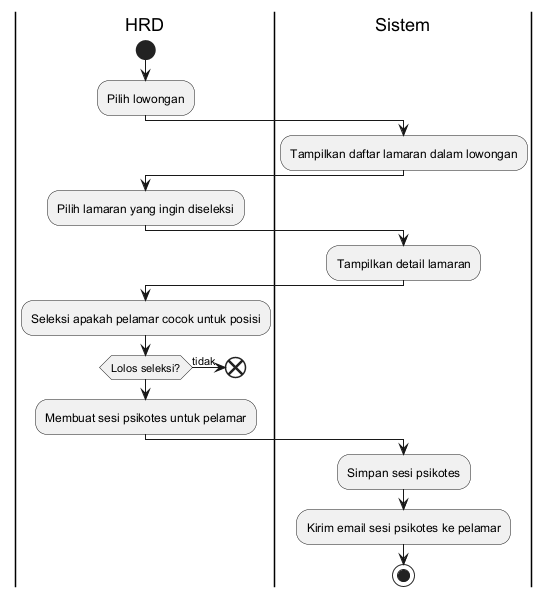 HRD
Sistem
Pilih lowongan
Tampilkan daftar lamaran dalam lowongan
Pilih lamaran yang ingin diseleksi
Tampilkan detail lamaran
Seleksi apakah pelamar cocok untuk posisi
Lolos seleksi?
tidak
Membuat sesi psikotes untuk pelamar
Simpan sesi psikotes
Kirim email sesi psikotes ke pelamar